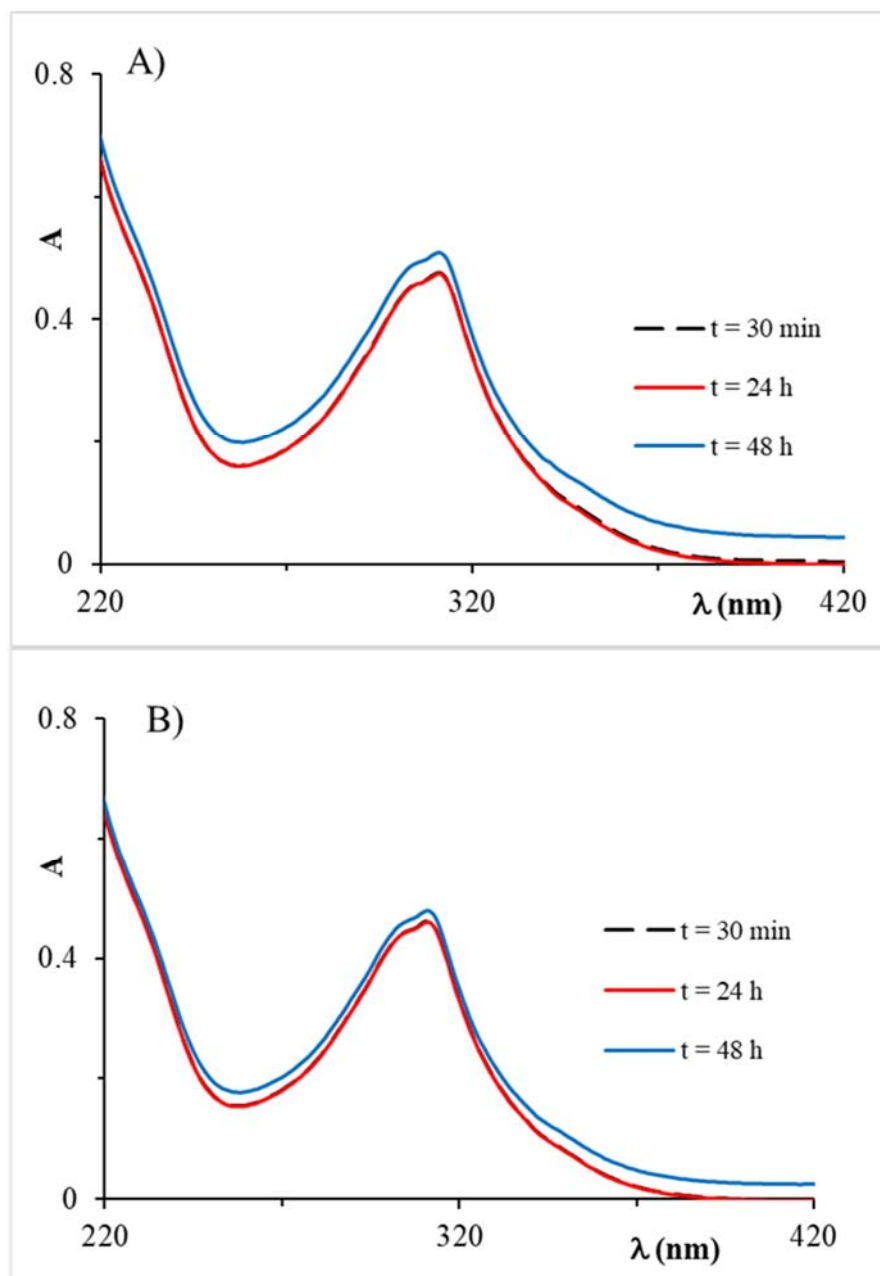 A)
0.8
A
0.4
0
t = 30 min
t = 24 h
t = 48 h
220
320
λ (nm)
420
B)
0.8
A
0.4
0
t = 30 min
t = 24 h
t = 48 h
220
320
λ (nm)
420